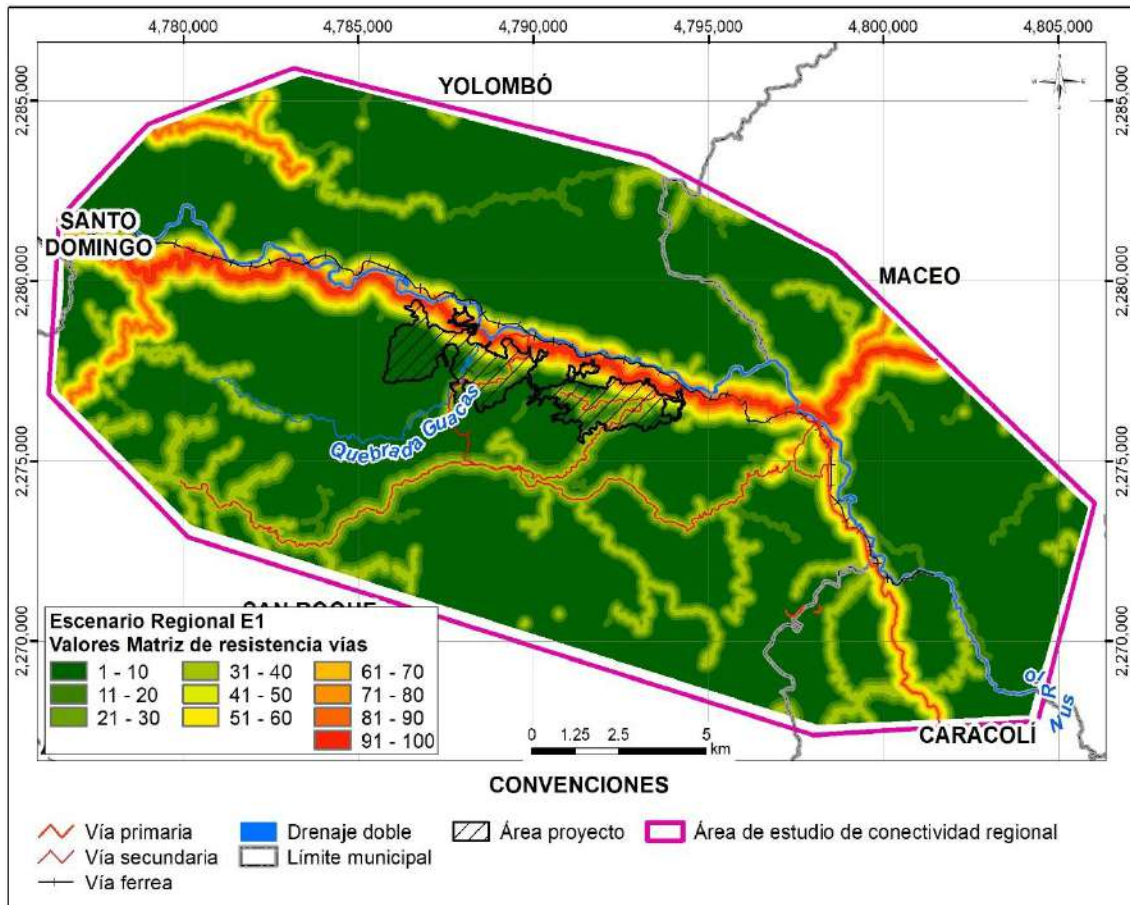 4,780,000 4,785,000 4,790,000 4,795,000 4,800,000 4,805,000
YOLOMBÓ
2,285,000 2,285,000
SANTO
DOMINGO
MACEO
2,280,000 2,280,000
Quebrada Guacas
2,275,000 2,275,000
SAN ROQUE
Escenario Regional E1
Valores Matriz de resistencia vías
1 - 10 31 - 40 61 - 70
11 - 20 41 - 50 71 - 80
21 - 30 51 - 60 81 - 90
91 - 100
2,270,000 2,270,000
Río Nus
0 1.25 2.5 5
km
CARACOLÍ
CONVENCIONES
Vía primaria Drenaje doble Área proyecto Área de estudio de conectividad regional
Vía secundaria Límite municipal
Vía ferrea